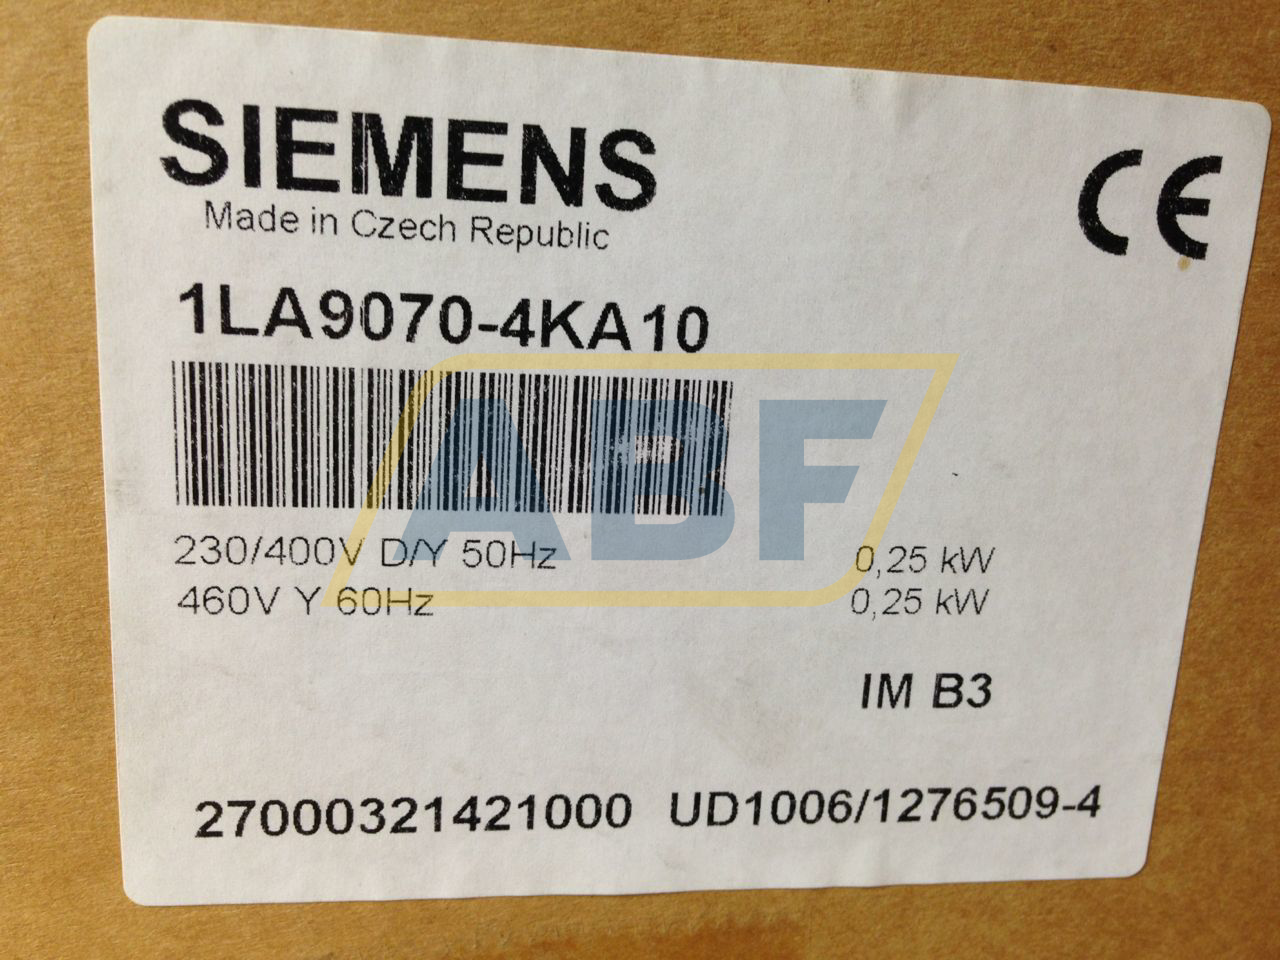 SIEMENS
CE
Made in Czech Republic
1LA9070-4KA10
ABF
230/400V D/Y 50Hz 0,25 kW
460V Y 60Hz 0,25 kW
IM B3
27000321421000 UD1006/1276509-4